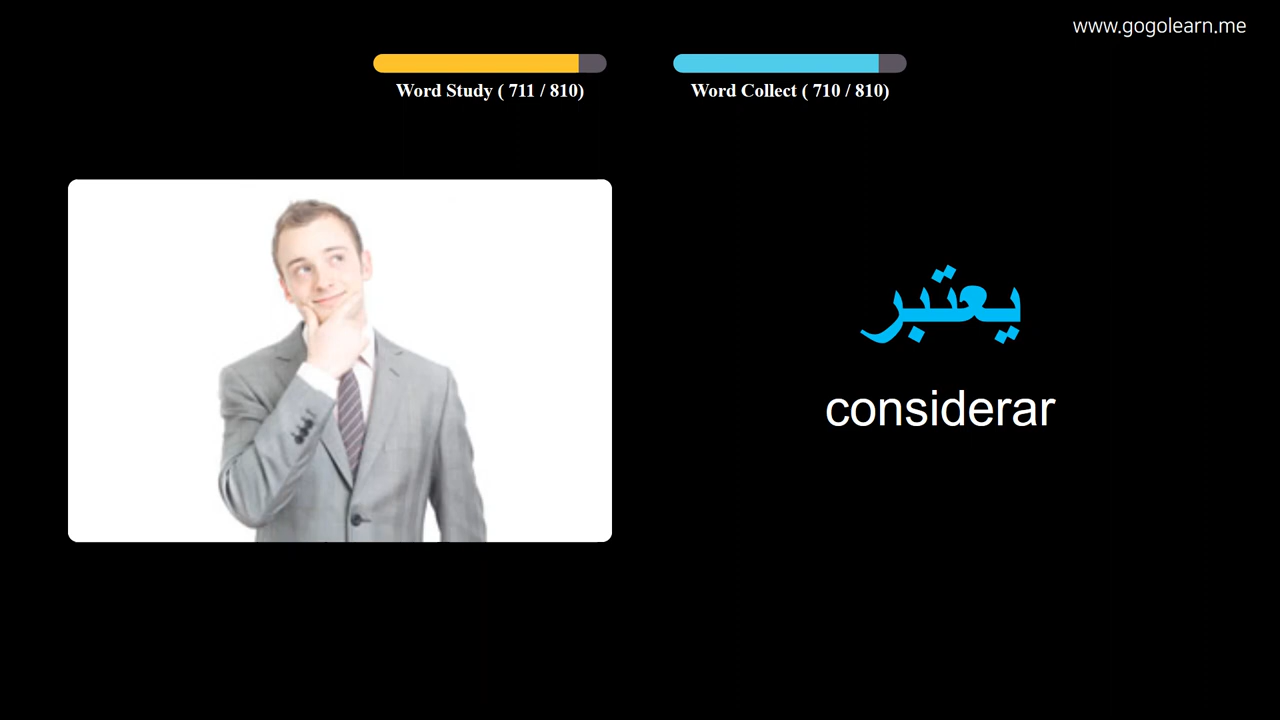 www.gogolearn.me
Word Study ( 711 / 810)
Word Collect ( 710 / 810)
يعتبر
considerar